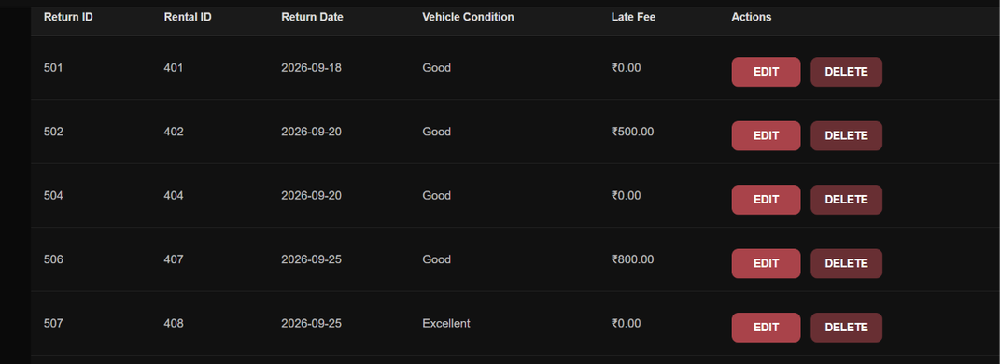 Return ID Rental ID Return Date Vehicle Condition Late Fee Actions
501 401 2026-09-18 Good ₹0.00 EDIT DELETE
502 402 2026-09-20 Good ₹500.00 EDIT DELETE
504 404 2026-09-20 Good ₹0.00 EDIT DELETE
506 407 2026-09-25 Good ₹800.00 EDIT DELETE
507 408 2026-09-25 Excellent ₹0.00 EDIT DELETE